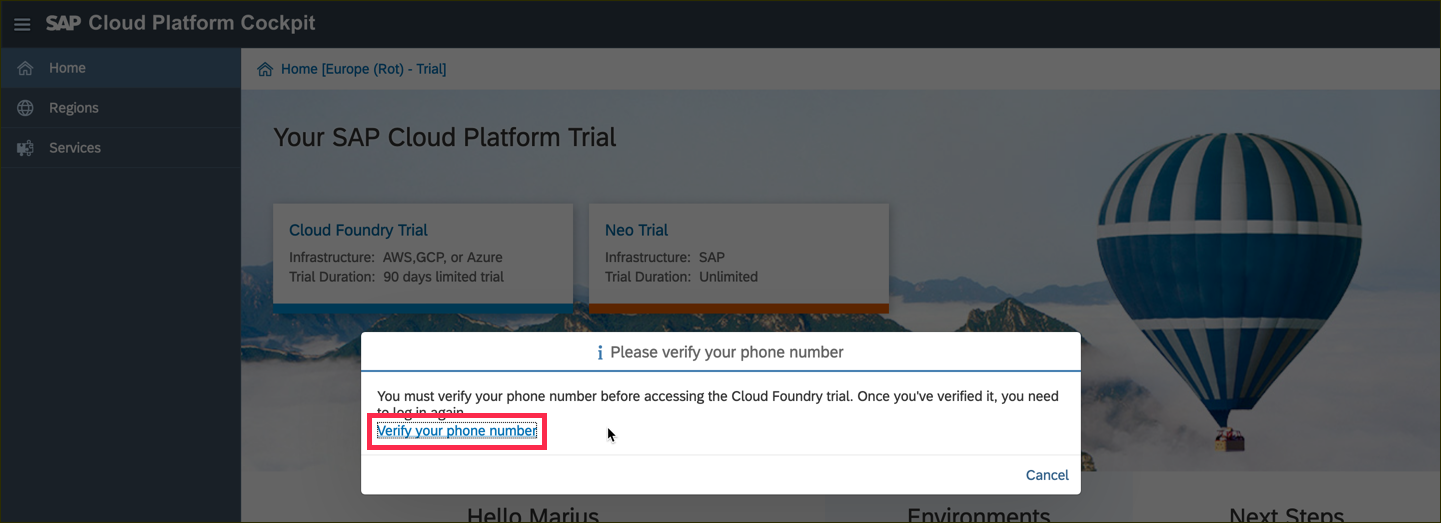 SAP Cloud Platform Cockpit
Home
Regions
Services
Home [Europe (Rot) - Trial]
Your SAP Cloud Platform Trial
Cloud Foundry Trial
Infrastructure: AWS,GCP, or Azure
Trial Duration: 90 days limited trial
Neo Trial
Infrastructure: SAP
Trial Duration: Unlimited
Please verify your phone number
You must verify your phone number before accessing the Cloud Foundry trial. Once you've verified it, you need
to log in again
Verify your phone number
Cancel
Hello Marius
Environments
Next Steps